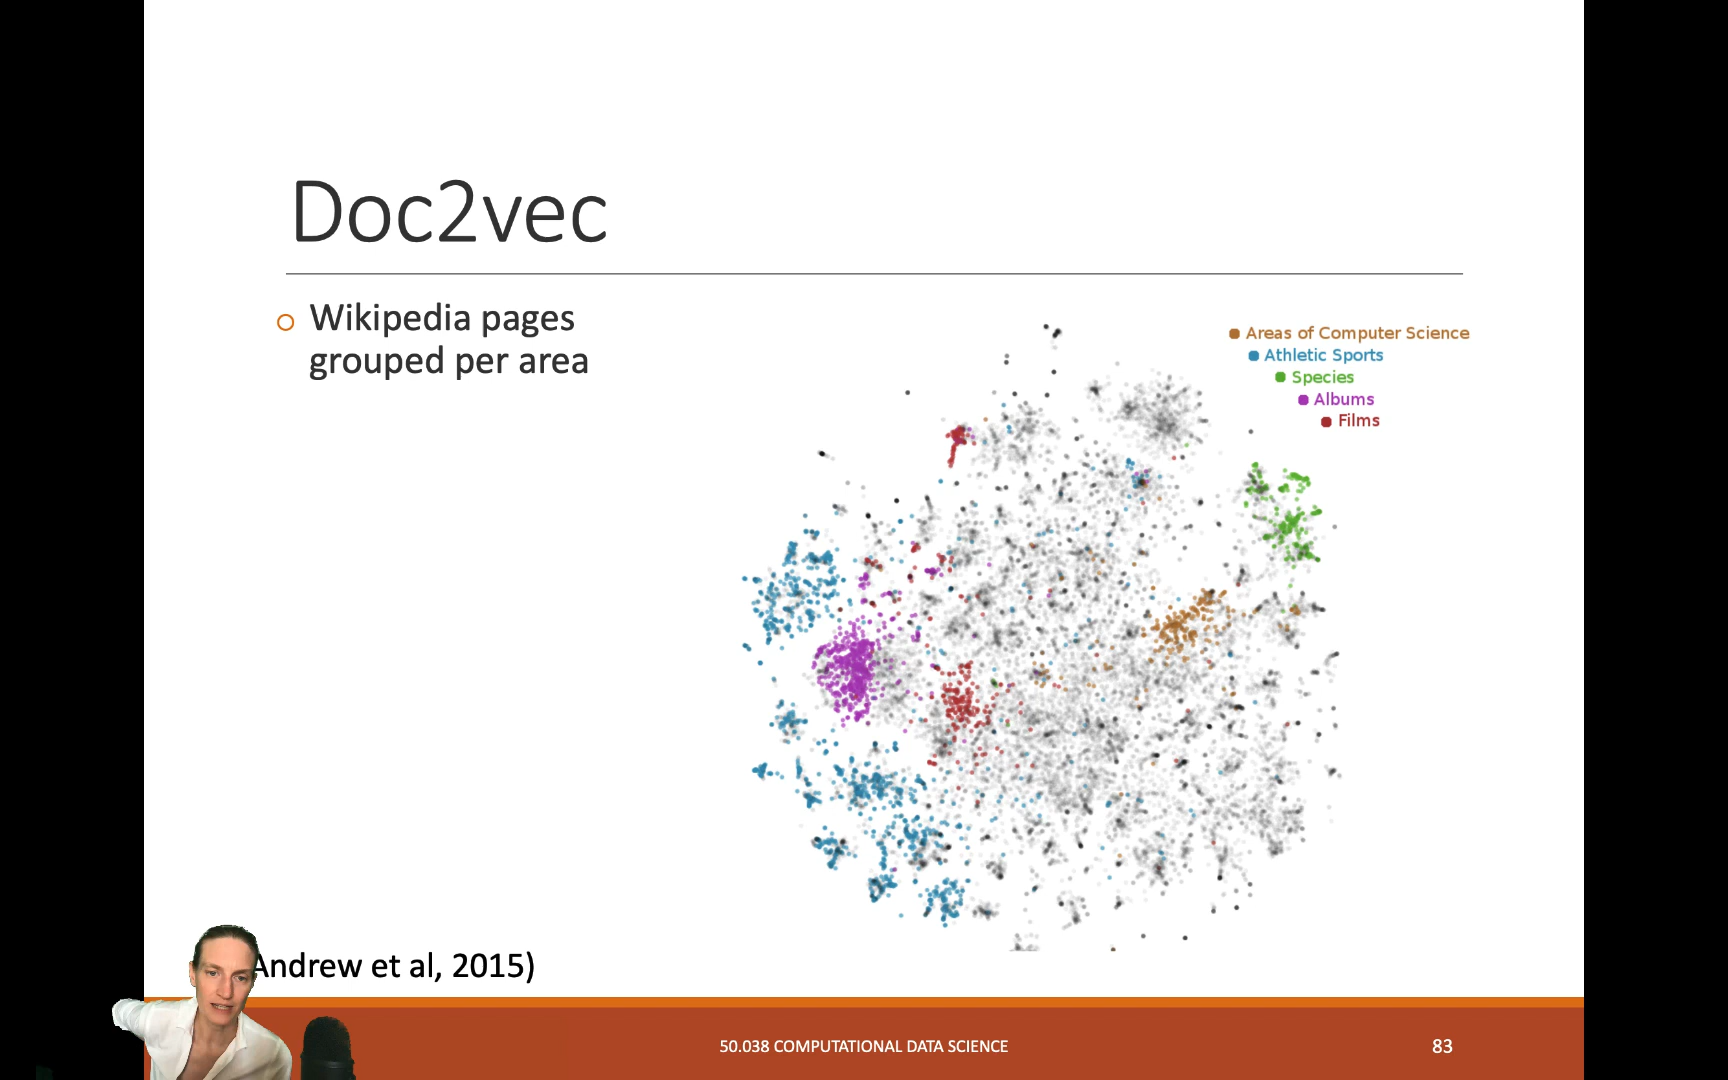 Doc2vec
Wikipedia pages
grouped per area
Areas of Computer Science
Athletic Sports
Species
Albums
Films
Andrew et al, 2015)
50.038 COMPUTATIONAL DATA SCIENCE
83